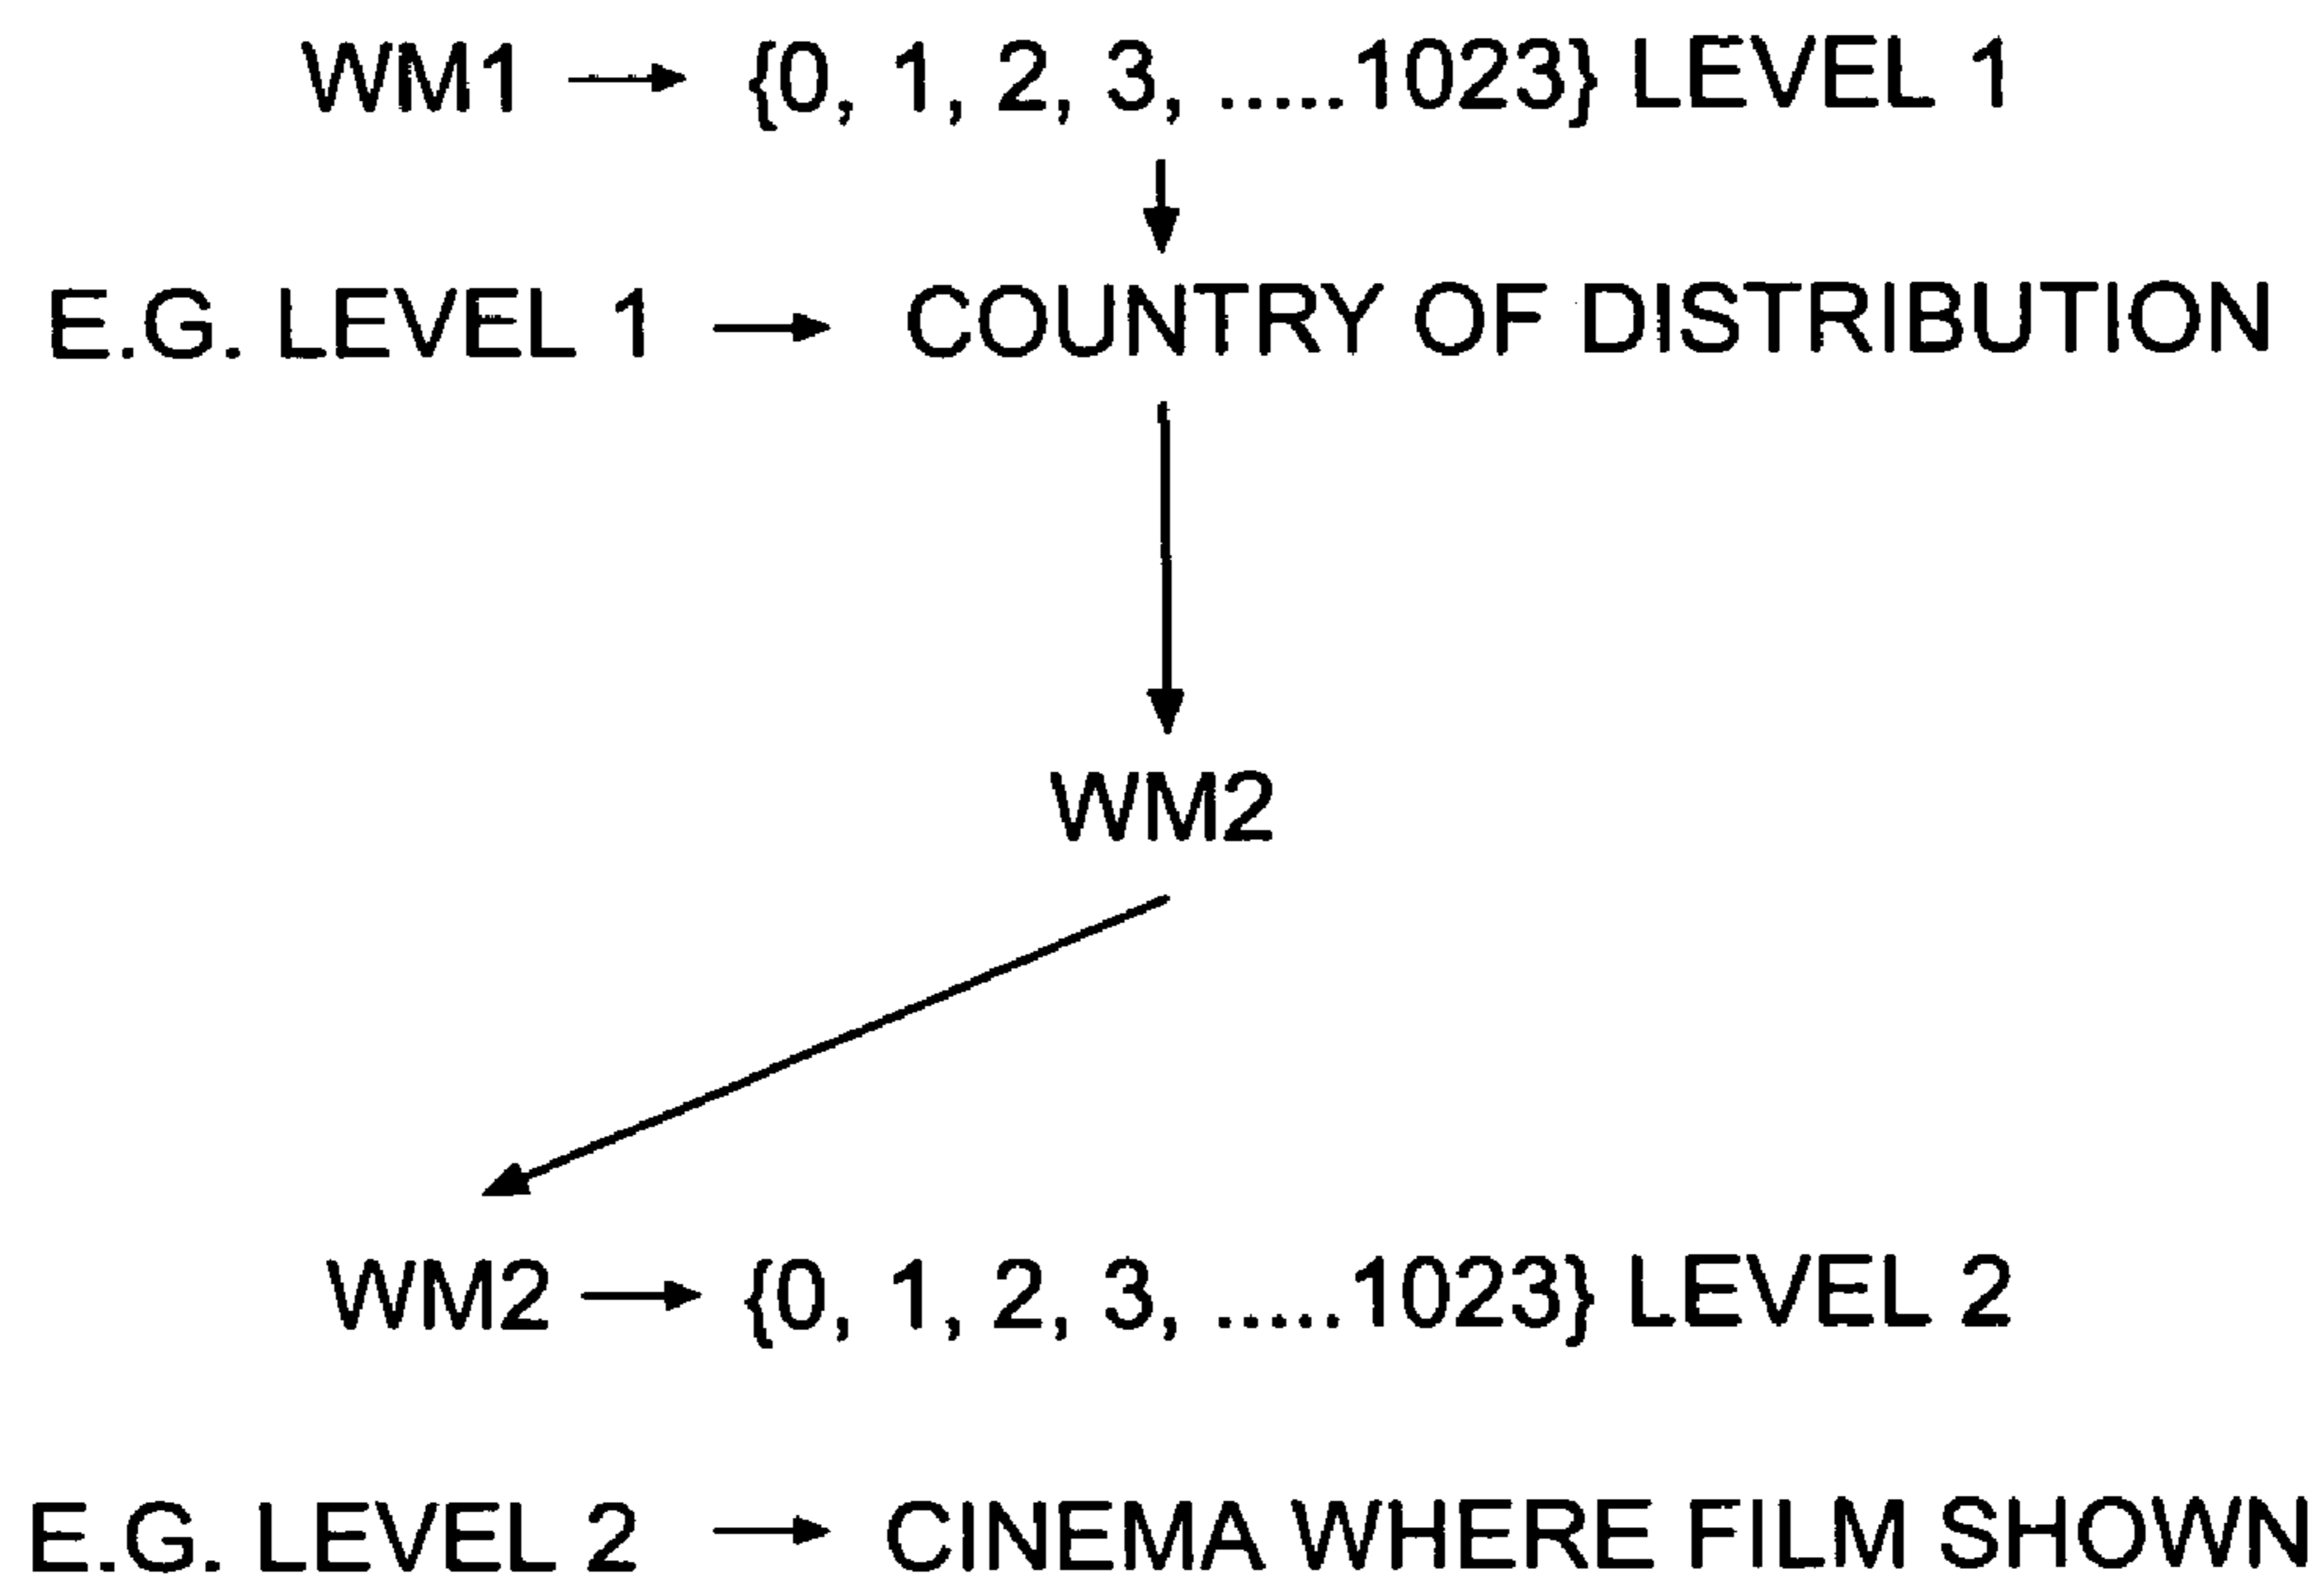 WM1 → {0, 1, 2, 3, .....1023} LEVEL 1
E.G. LEVEL 1 → COUNTRY OF DISTRIBUTION
WM2
WM2 → {0, 1, 2, 3, .....1023} LEVEL 2
E.G. LEVEL 2 → CINEMA WHERE FILM SHOWN